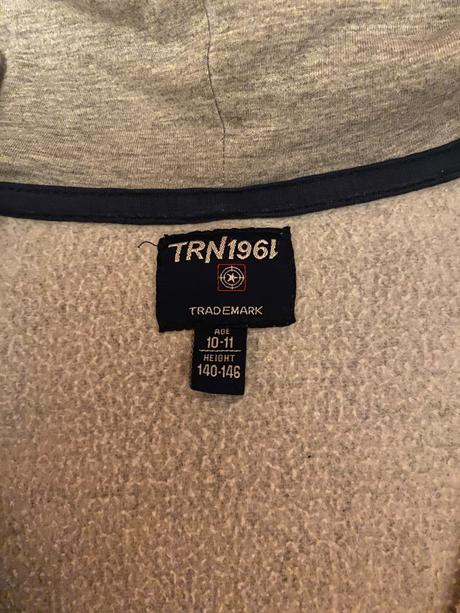 TRN1961
TRADEMARK
AGE
10-11
HEIGHT
140-146